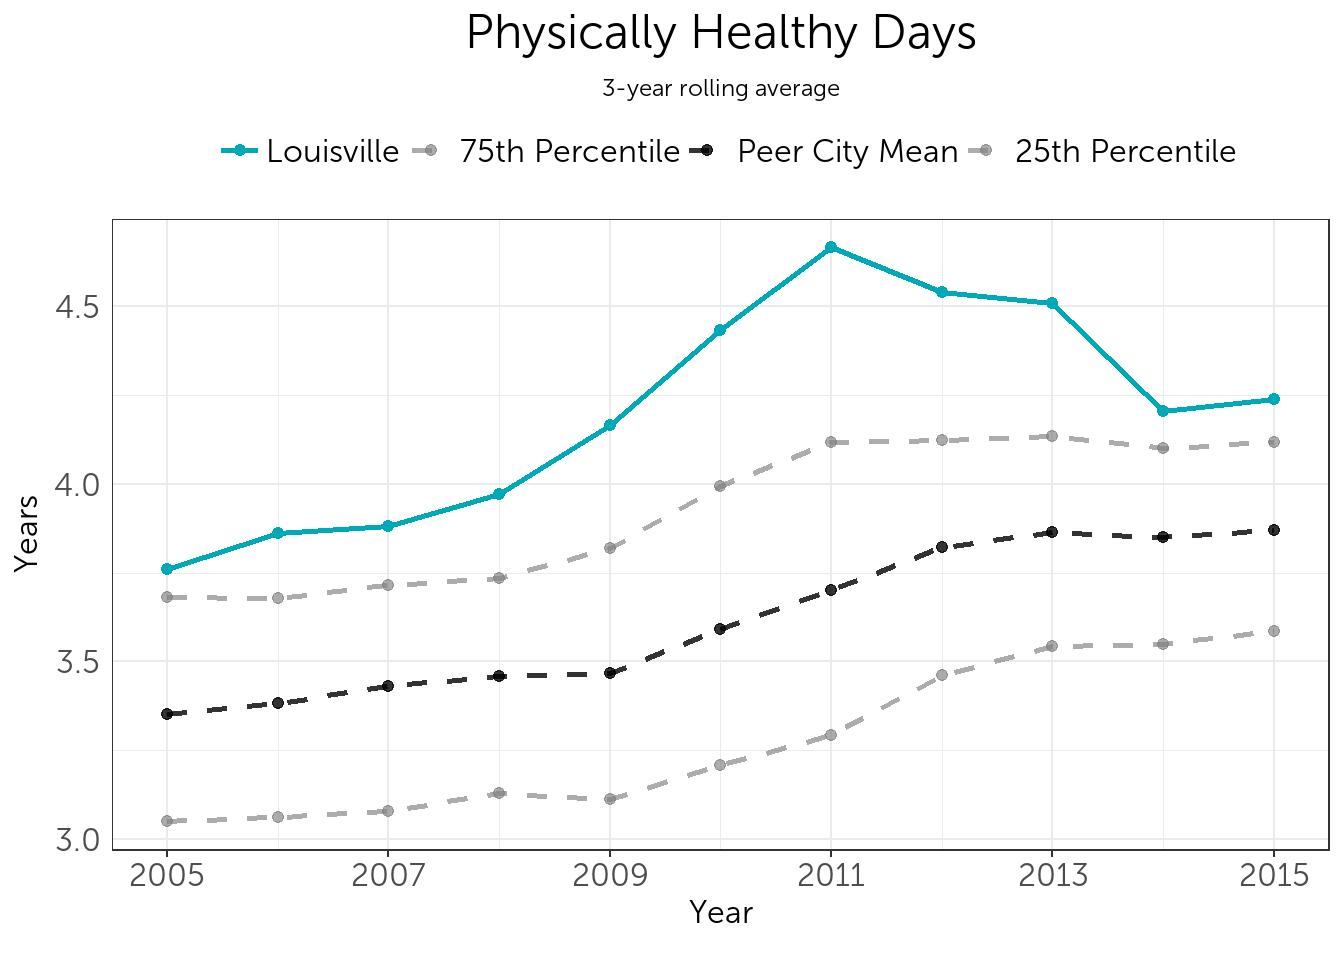 Physically Healthy Days
3-year rolling average
Louisville 75th Percentile Peer City Mean 25th Percentile
4.5
4.0
3.5
3.0
Years
2005 2007 2009 2011 2013 2015
Year